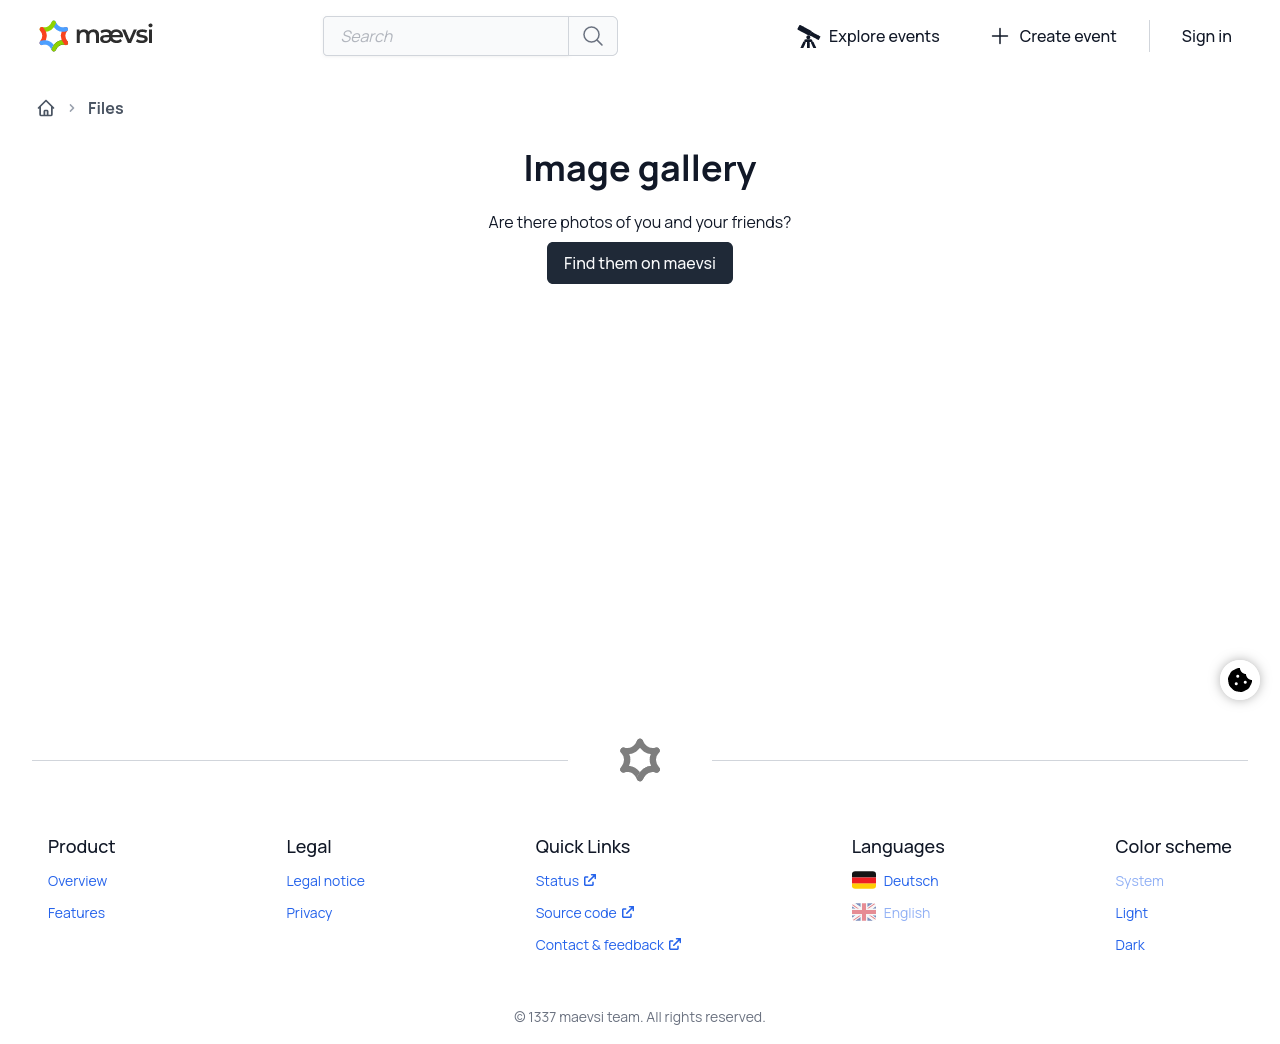 mævsi
Search
Explore events
Create event
Sign in
Files
Image gallery
Are there photos of you and your friends?
Find them on maevsi
Product
Overview
Features
Legal
Legal notice
Privacy
Quick Links
Status
Source code
Contact & feedback
Languages
Deutsch
English
Color scheme
System
Light
Dark
© 1337 maevsi team. All rights reserved.